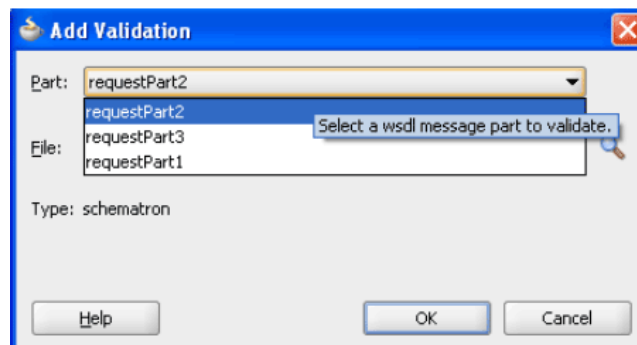 Add Validation
Part: requestPart2
requestPart2
Select a wsdl message part to validate.
requestPart3
File:
requestPart1
Type: schematron
Help OK Cancel